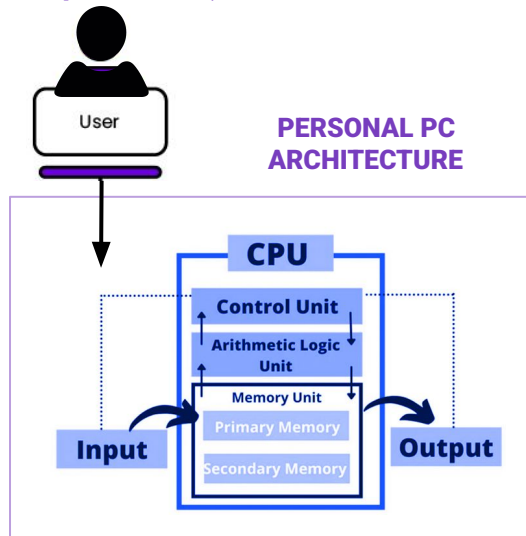 User
PERSONAL PC
ARCHITECTURE
CPU
Control Unit
Arithmetic Logic
Unit
Memory Unit
Primary Memory
Secondary Memory
Input
Output